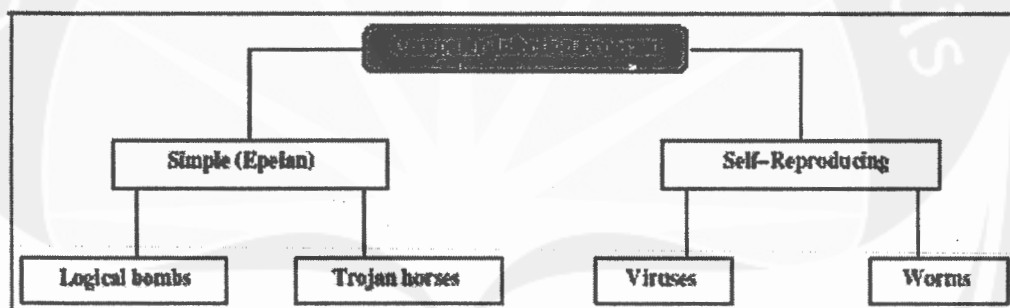 Simple (Epeian)
Self-Reproducing
Logical bombs
Trojan horses
Viruses
Worms